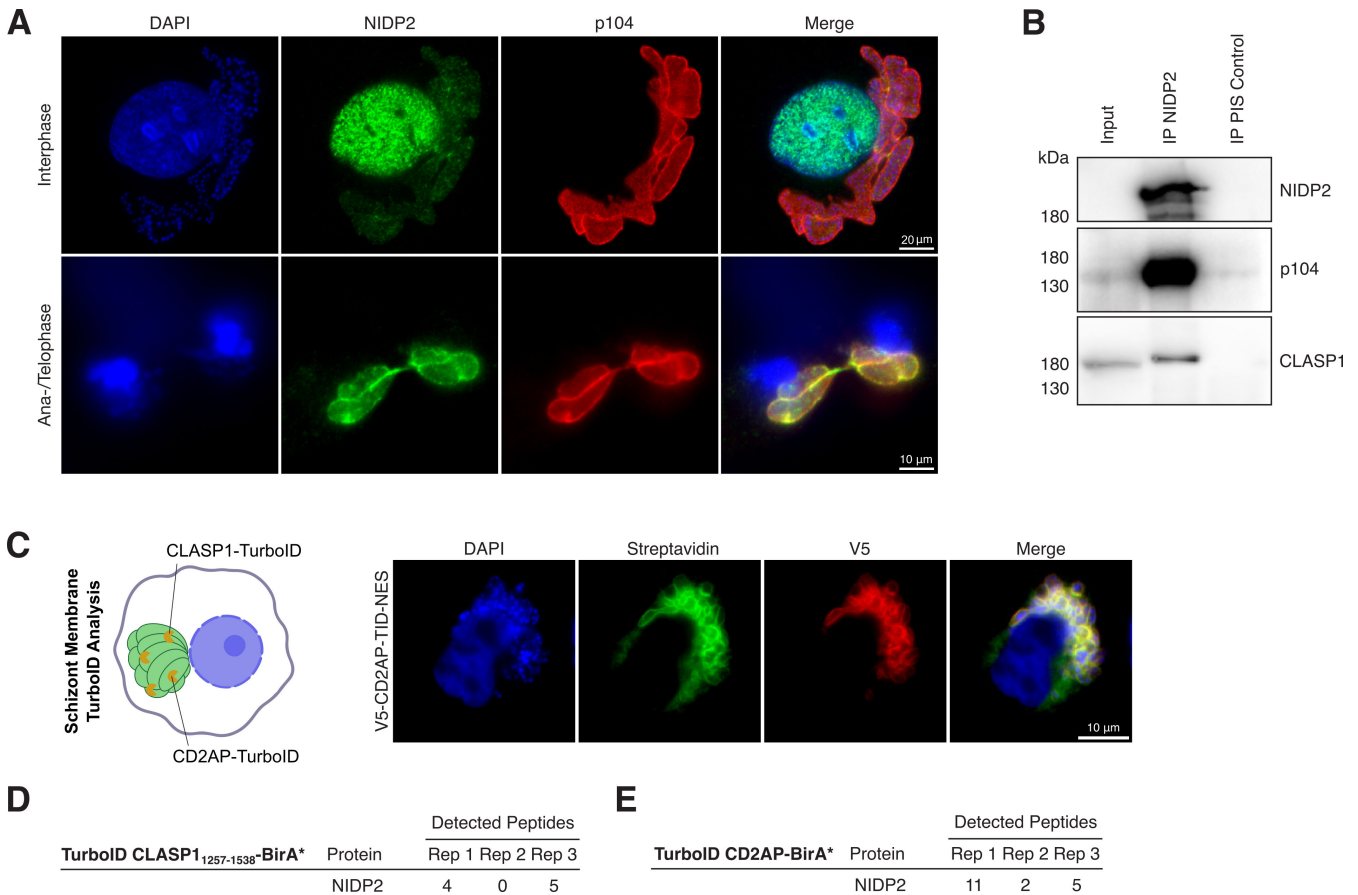 A
DAPI NIDP2 p104 Merge
Interphase
20 µm
Ana-/Telophase
10 µm
B
Input
IP NIDP2
IP PIS Control
kDa
NIDP2
180
180
p104
130
CLASP1
180
130
C
Schizont Membrane
TurboID Analysis
CLASP1-TurboID
CD2AP-TurboID
DAPI Streptavidin V5 Merge
V5-CD2AP-TID-NES
10 µm
D
Detected Peptides
TurboID CLASP1₁₂₅₇₋₁₅₃₈-BirA* Protein Rep 1 Rep 2 Rep 3
NIDP2 4 0 5
E
Detected Peptides
TurboID CD2AP-BirA* Protein Rep 1 Rep 2 Rep 3
NIDP2 11 2 5